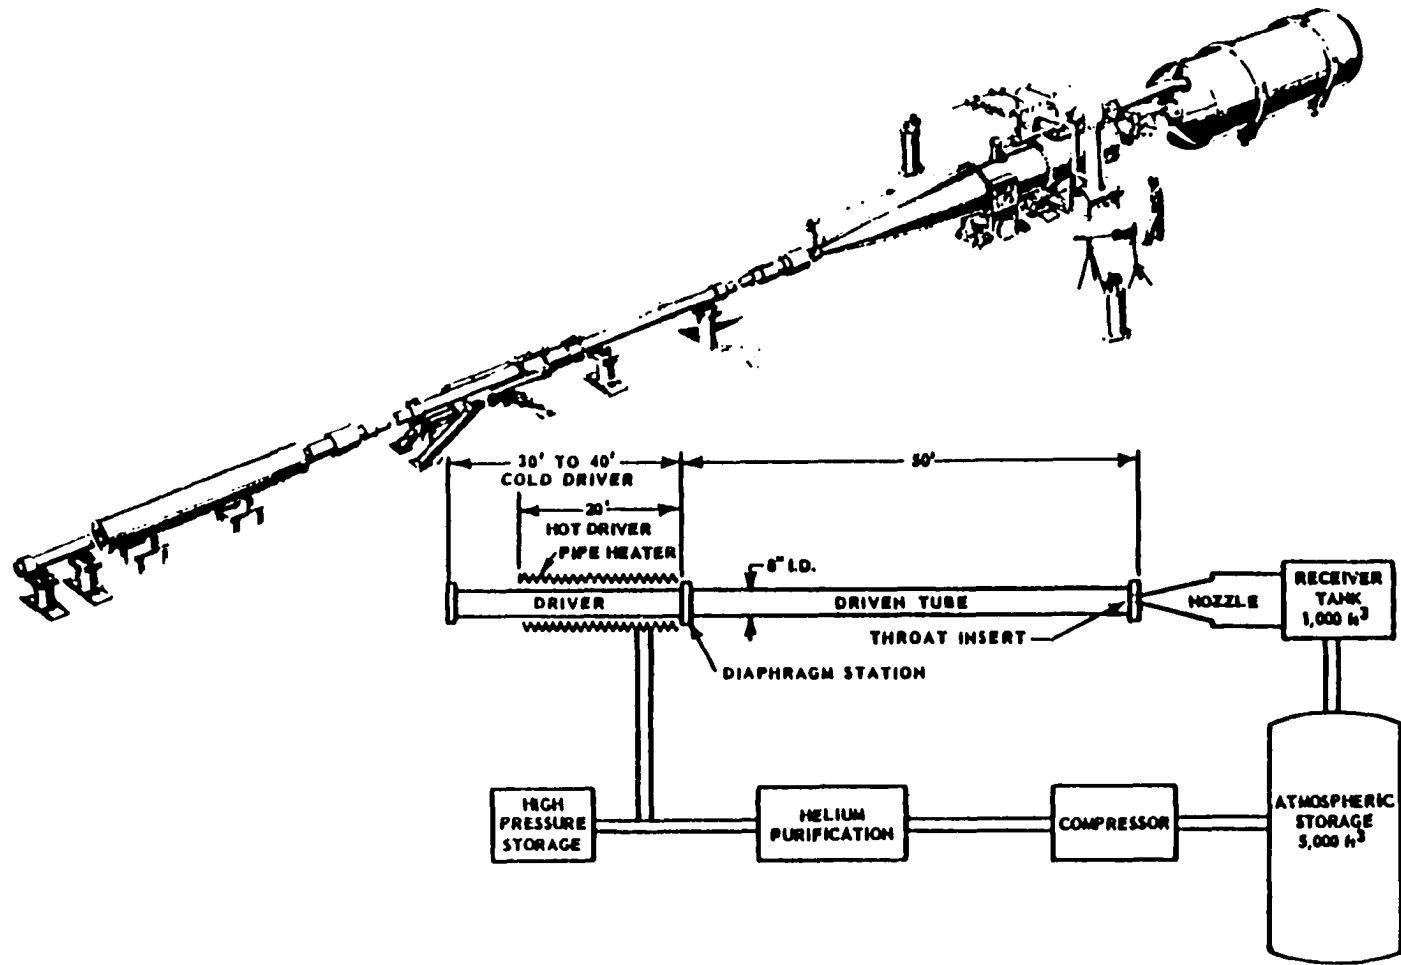 30' TO 40'
COLD DRIVER
50'
20'
HOT DRIVER
PIPE HEATER
8" I.D.
DRIVER
DRIVEN TUBE
NOZZLE
RECEIVER
TANK
1,000 ft3
THROAT INSERT
DIAPHRAGM STATION
HIGH
PRESSURE
STORAGE
HELIUM
PURIFICATION
COMPRESSOR
ATMOSPHERIC
STORAGE
5,000 ft3